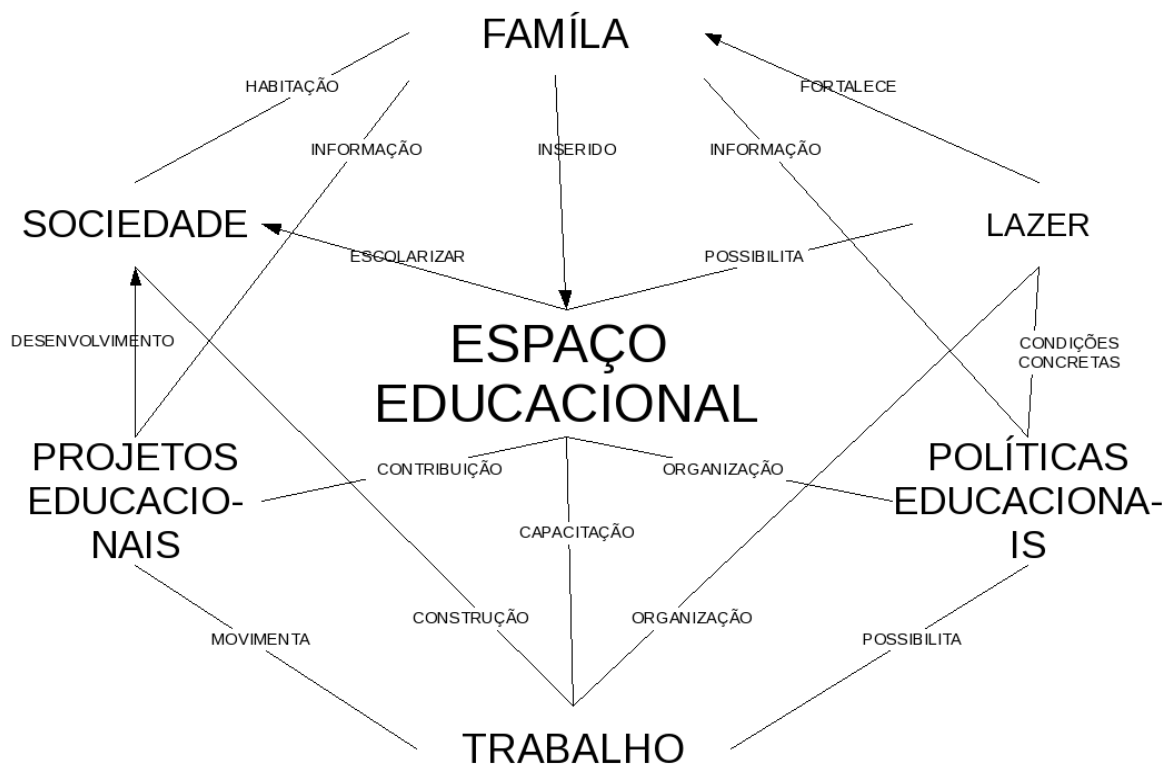 FAMÍLA
HABITAÇÃO
FORTALECE
INFORMAÇÃO
INSERIDO
INFORMAÇÃO
SOCIEDADE
LAZER
ESCOLARIZAR
POSSIBILITA
DESENVOLVIMENTO
ESPAÇO
EDUCACIONAL
CONDIÇÕES
CONCRETAS
PROJETOS
EDUCACIO-
NAIS
CONTRIBUIÇÃO
ORGANIZAÇÃO
POLÍTICAS
EDUCACIONA-
IS
CAPACITAÇÃO
CONSTRUÇÃO
ORGANIZAÇÃO
MOVIMENTA
POSSIBILITA
TRABALHO